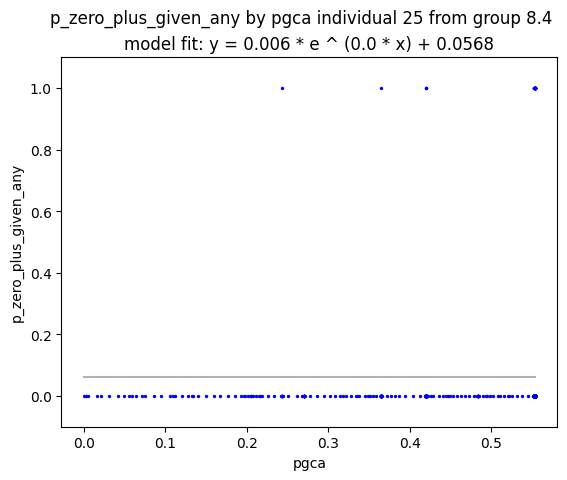 p_zero_plus_given_any by pgca individual 25 from group 8.4
model fit: y = 0.006 * e ^ (0.0 * x) + 0.0568
1.0
0.8
0.6
0.4
0.2
0.0
p_zero_plus_given_any
0.0 0.1 0.2 0.3 0.4 0.5
pgca